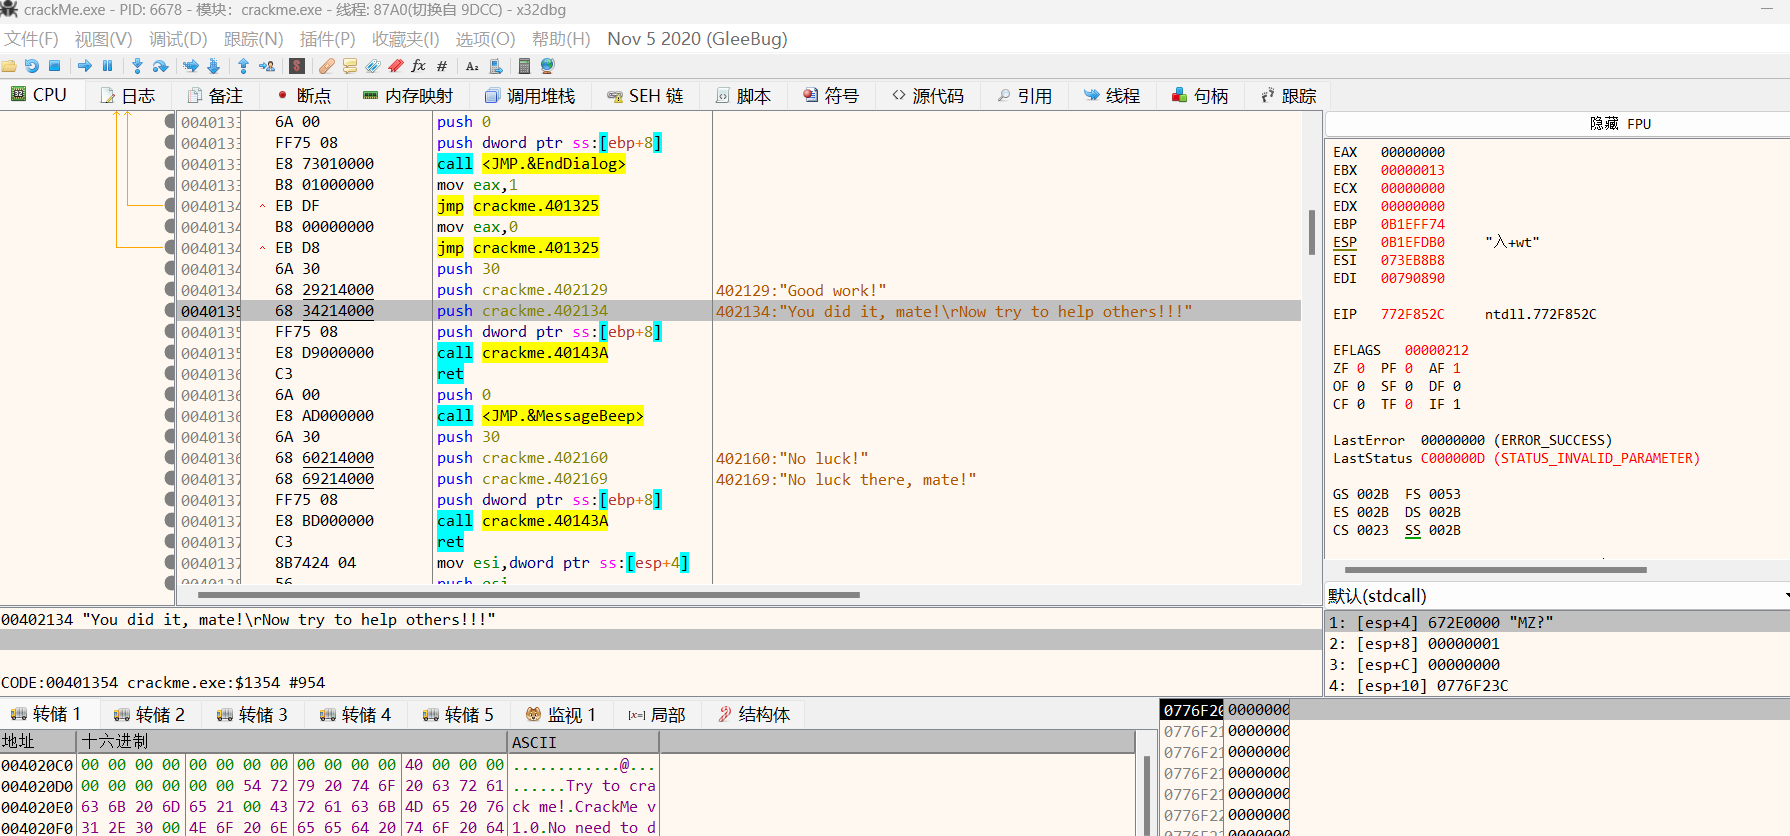 crackMe.exe - PID: 6678 - 模块: crackme.exe - 线程: 87A0(切换自 9DCC) - x32dbg
文件(F) 视图(V) 调试(D) 跟踪(N) 插件(P) 收藏夹(I) 选项(O) 帮助(H) Nov 5 2020 (GleeBug)
CPU 日志 备注 断点 内存映射 调用堆栈 SEH 链 脚本 符号 源代码 引用 线程 句柄 跟踪
0040133 6A 00 push 0
0040133 FF75 08 push dword ptr ss:[ebp+8]
0040133 E8 73010000 call <JMP.&EndDialog>
0040133 B8 01000000 mov eax,1
0040134 EB DF jmp crackme.401325
0040134 B8 00000000 mov eax,0
0040134 EB D8 jmp crackme.401325
0040134 6A 30 push 30
0040134 68 29214000 push crackme.402129 402129:"Good work!"
0040135 68 34214000 push crackme.402134 402134:"You did it, mate!\rNow try to help others!!!"
0040135 FF75 08 push dword ptr ss:[ebp+8]
0040135 E8 D9000000 call crackme.40143A
0040136 C3 ret
0040136 6A 00 push 0
0040136 E8 AD000000 call <JMP.&MessageBeep>
0040136 6A 30 push 30
0040136 68 60214000 push crackme.402160 402160:"No luck!"
0040137 68 69214000 push crackme.402169 402169:"No luck there, mate!"
0040137 FF75 08 push dword ptr ss:[ebp+8]
0040137 E8 BD000000 call crackme.40143A
0040137 C3 ret
0040137 8B7424 04 mov esi,dword ptr ss:[esp+4]
56 push esi
隐藏 FPU
EAX 00000000
EBX 00000013
ECX 00000000
EDX 00000000
EBP 0B1EFF74
ESP 0B1EFDB0 "入+wt"
ESI 073EB8B8
EDI 00790890
EIP 772F852C ntdll.772F852C
EFLAGS 00000212
ZF 0 PF 0 AF 1
OF 0 SF 0 DF 0
CF 0 TF 0 IF 1
LastError 00000000 (ERROR_SUCCESS)
LastStatus C000000D (STATUS_INVALID_PARAMETER)
GS 002B FS 0053
ES 002B DS 002B
CS 0023 SS 002B
默认(stdcall)
1: [esp+4] 672E0000 "MZ?"
2: [esp+8] 00000001
3: [esp+C] 00000000
4: [esp+10] 0776F23C
00402134 "You did it, mate!\rNow try to help others!!!"
CODE:00401354 crackme.exe:$1354 #954
转储 1 转储 2 转储 3 转储 4 转储 5 监视 1 [x=] 局部 结构体
地址 十六进制 ASCII
004020C0 00 00 00 00 00 00 00 00 00 00 00 00 40 00 00 00 ............@...
004020D0 00 00 00 00 00 00 54 72 79 20 74 6F 20 63 72 61 ......Try to cra
004020E0 63 6B 20 6D 65 21 00 43 72 61 63 6B 4D 65 20 76 ck me!.CrackMe v
004020F0 31 2E 30 00 4E 6F 20 6E 65 65 64 20 74 6F 20 64 1.0.No need to d
0776F20 0000000
0776F21 0000000
0776F21 0000000
0776F21 0000000
0776F21 0000000
0776F22 0000000